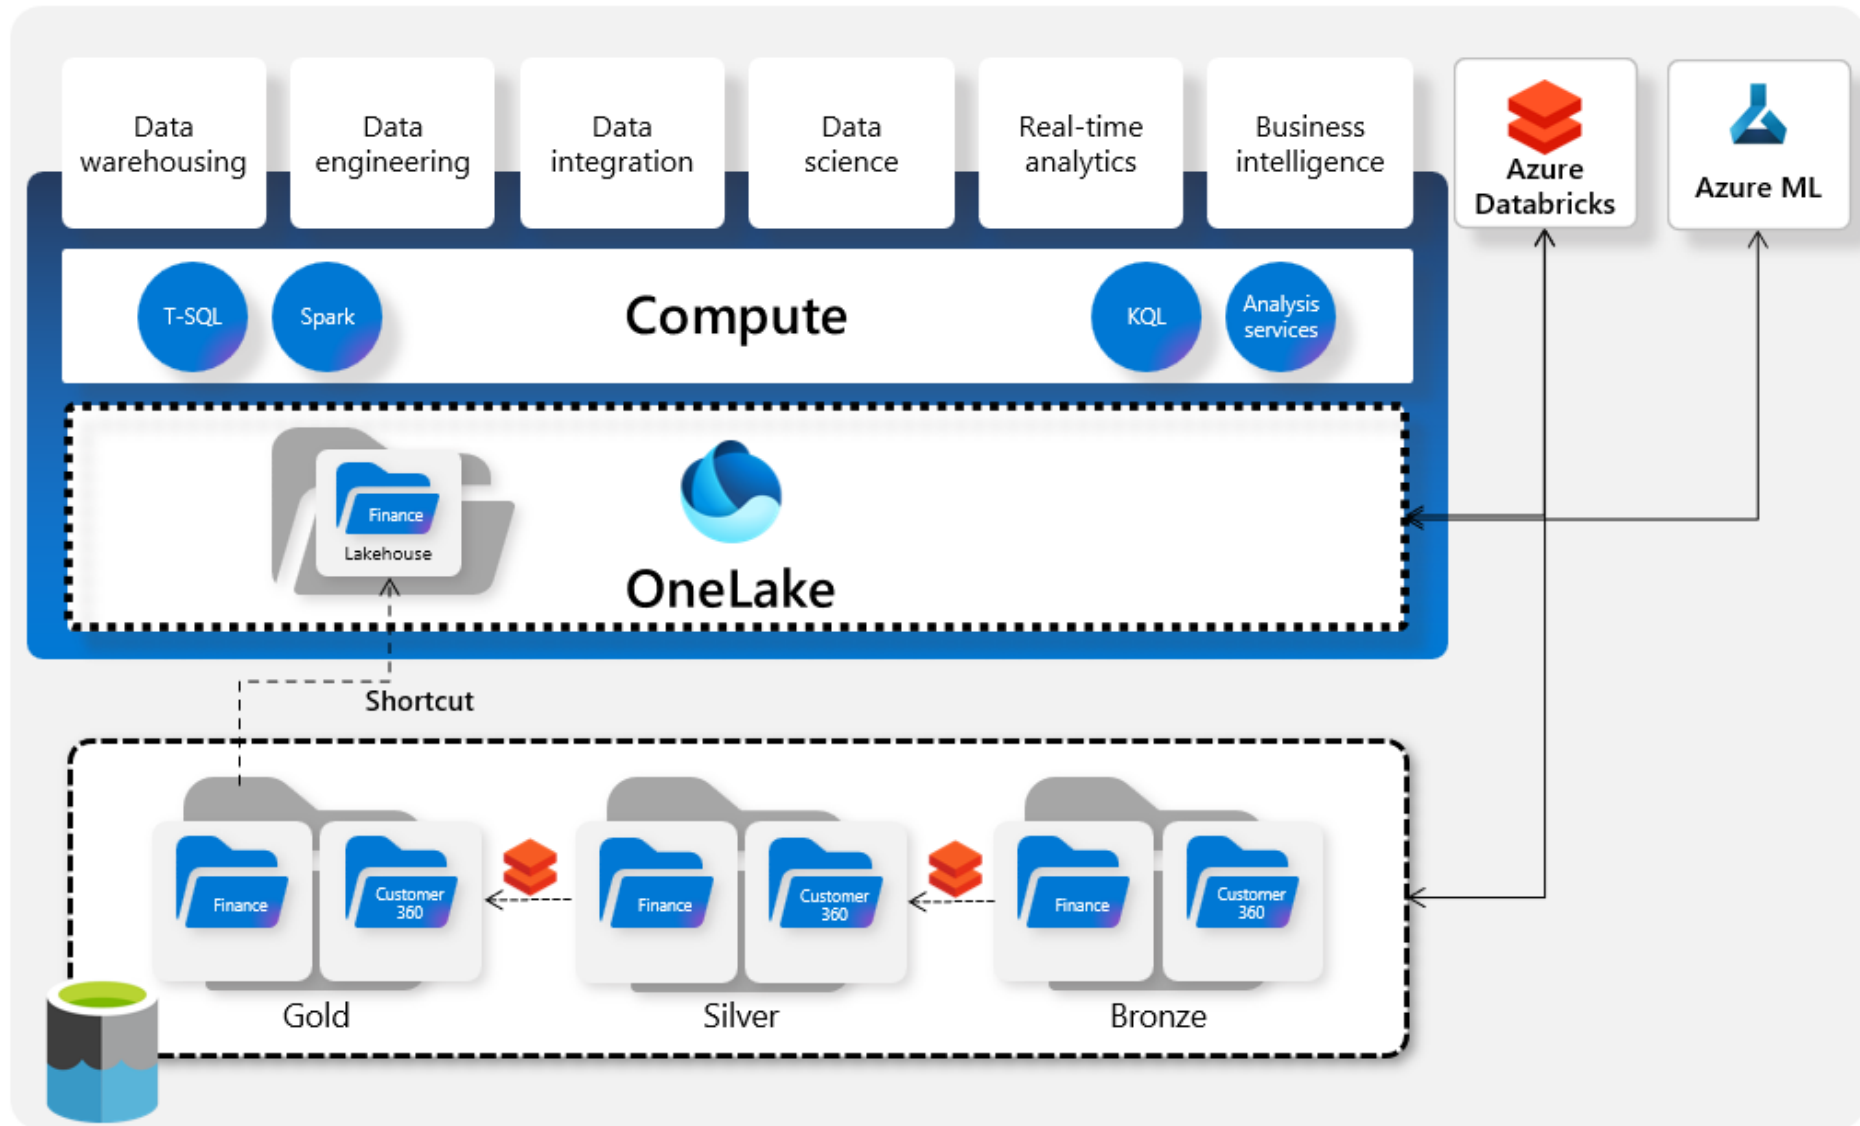 Data
warehousing
Data
engineering
Data
integration
Data
science
Real-time
analytics
Business
intelligence
Azure
Databricks
Azure ML
T-SQL
Spark
Compute
KQL
Analysis
services
Finance
Lakehouse
OneLake
Shortcut
Finance
Customer
360
Finance
Customer
360
Finance
Customer
360
Gold
Silver
Bronze